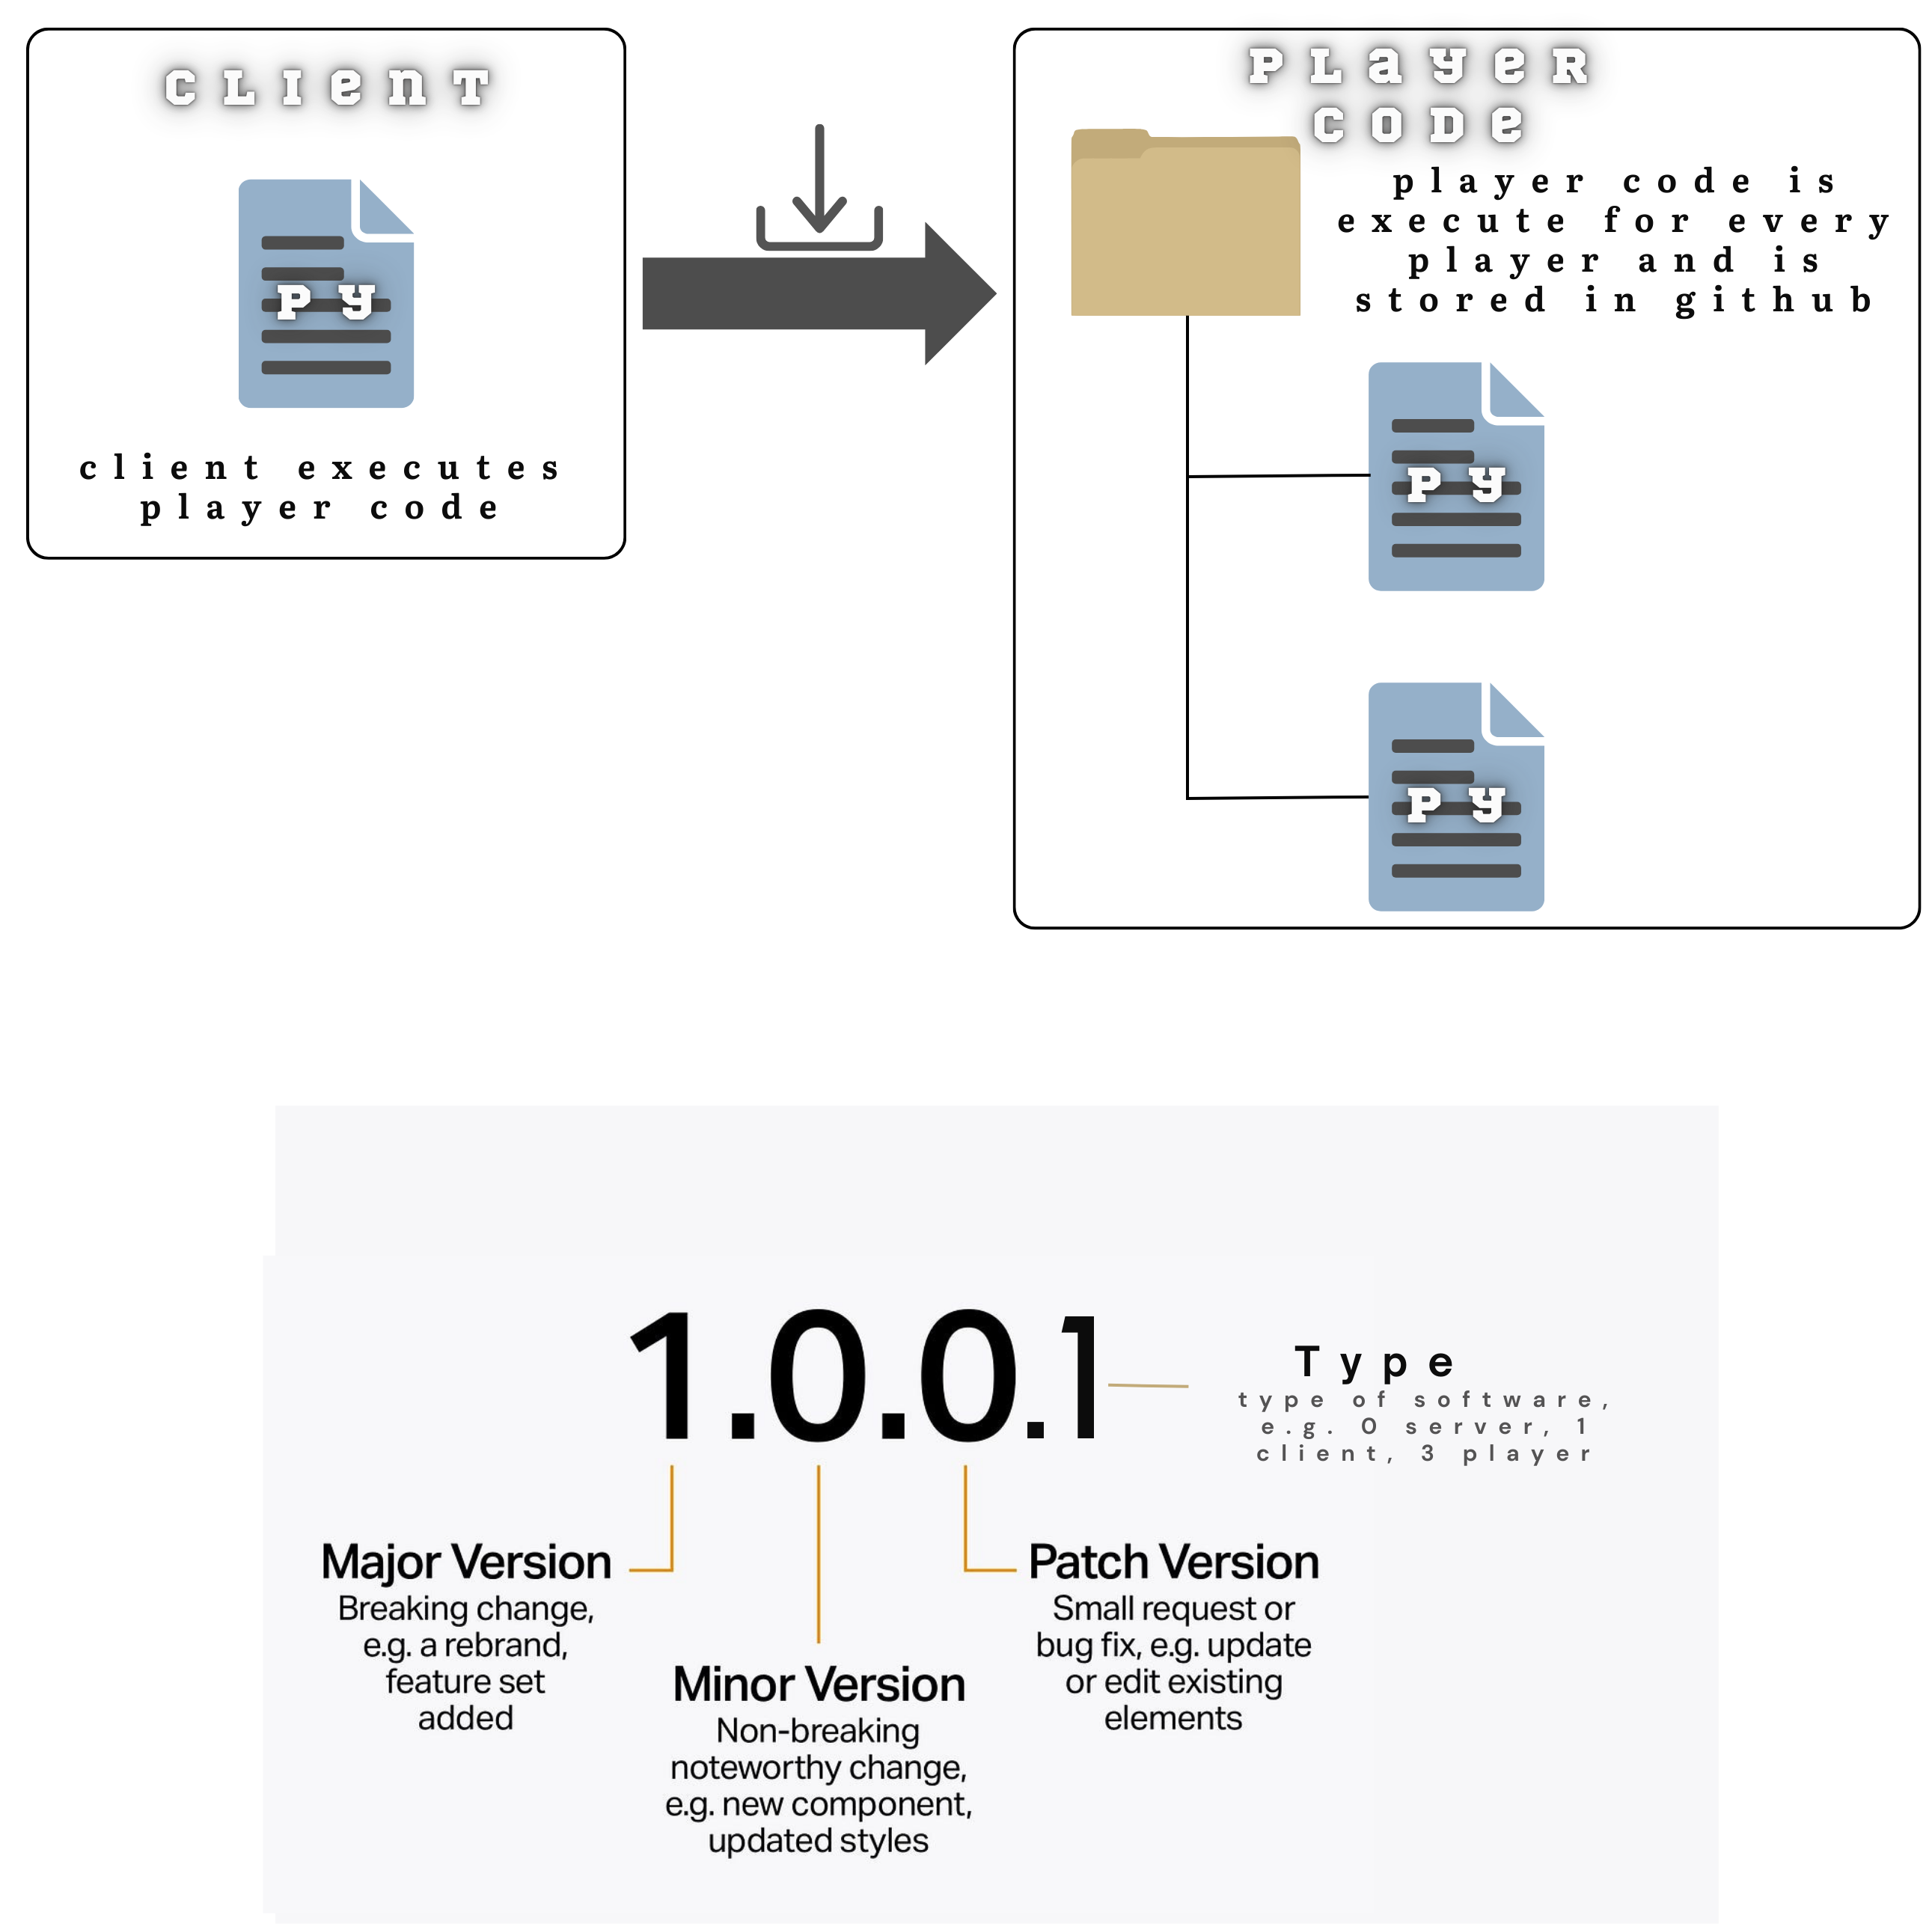 CLIENT
PY
client executes
player code
PLAYER
CODE
player code is
execute for every
player and is
stored in github
PY
PY
1.0.0.1
Type
type of software,
e.g. 0 server, 1
client, 3 player
Major Version
Breaking change,
e.g. a rebrand,
feature set
added
Minor Version
Non-breaking
noteworthy change,
e.g. new component,
updated styles
Patch Version
Small request or
bug fix, e.g. update
or edit existing
elements